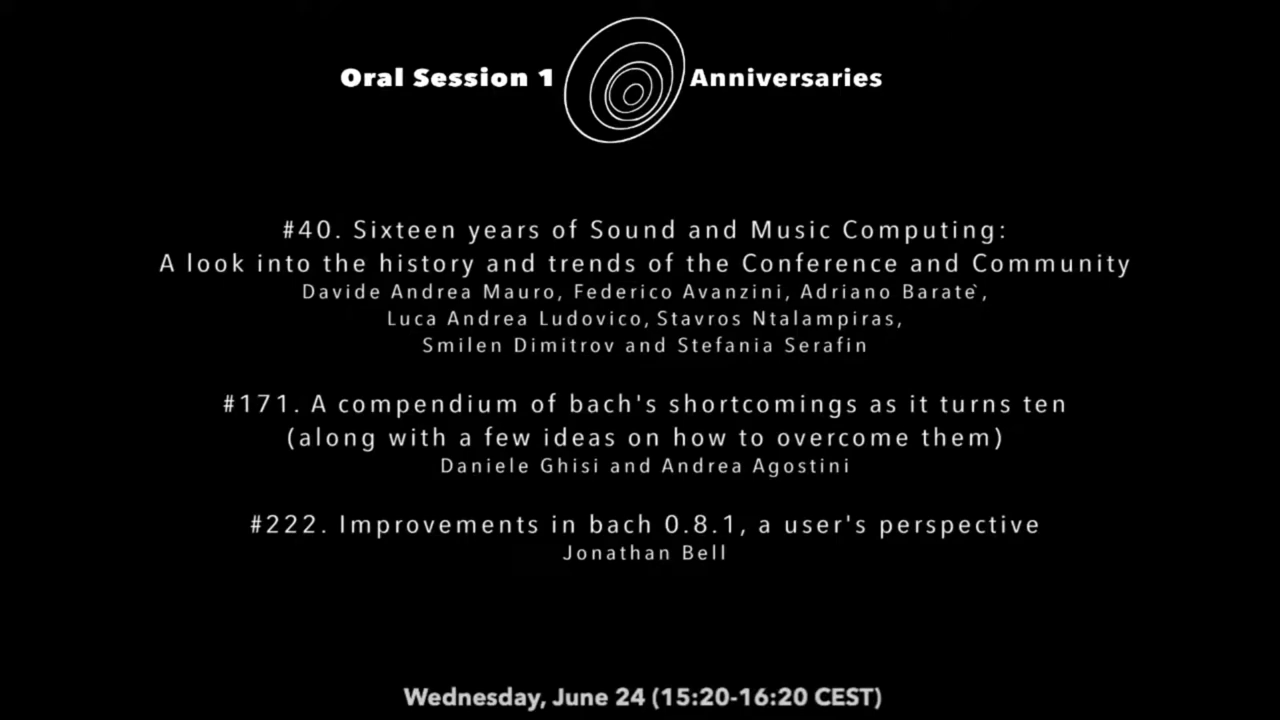 Oral Session 1 Anniversaries
#40. Sixteen years of Sound and Music Computing:
A look into the history and trends of the Conference and Community
Davide Andrea Mauro, Federico Avanzini, Adriano Barate`,
Luca Andrea Ludovico, Stavros Ntalampiras,
Smilen Dimitrov and Stefania Serafin
#171. A compendium of bach's shortcomings as it turns ten
(along with a few ideas on how to overcome them)
Daniele Ghisi and Andrea Agostini
#222. Improvements in bach 0.8.1, a user's perspective
Jonathan Bell
Wednesday, June 24 (15:20-16:20 CEST)